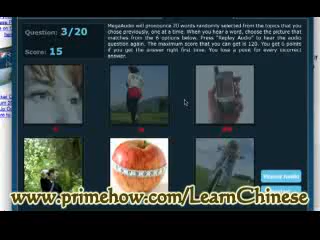 Question: 3/20
Score: 15
MegaAudio will pronounce 20 words randomly selected from the topics that you
chose previously, one at a time. When you hear a word, choose the picture that
matches from the 6 options below. Press "Replay Audio" to hear the audio
question again. The maximum score that you can get is 120. You get 5 points
if you get the answer right first time. You lose a point for every incorrect
answer.
www.primehow.com/LearnChinese